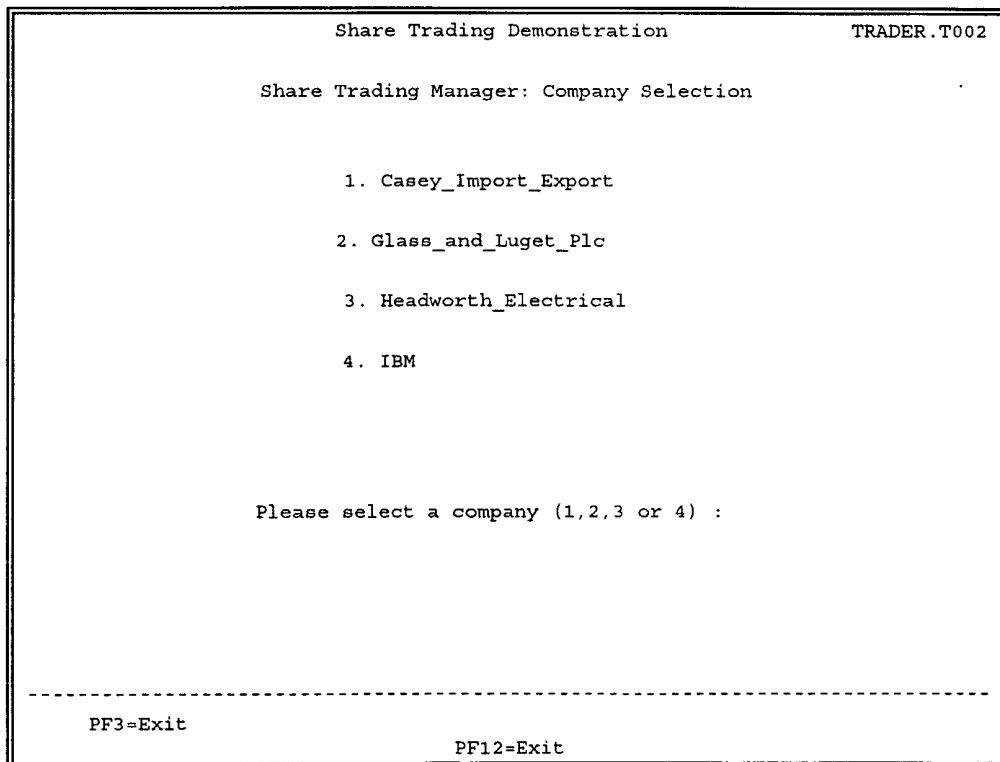 Share Trading Demonstration TRADER.T002
Share Trading Manager: Company Selection
1. Casey_Import_Export
2. Glass_and_Luget_Plc
3. Headworth_Electrical
4. IBM
Please select a company (1,2,3 or 4) :
PF3=Exit
PF12=Exit